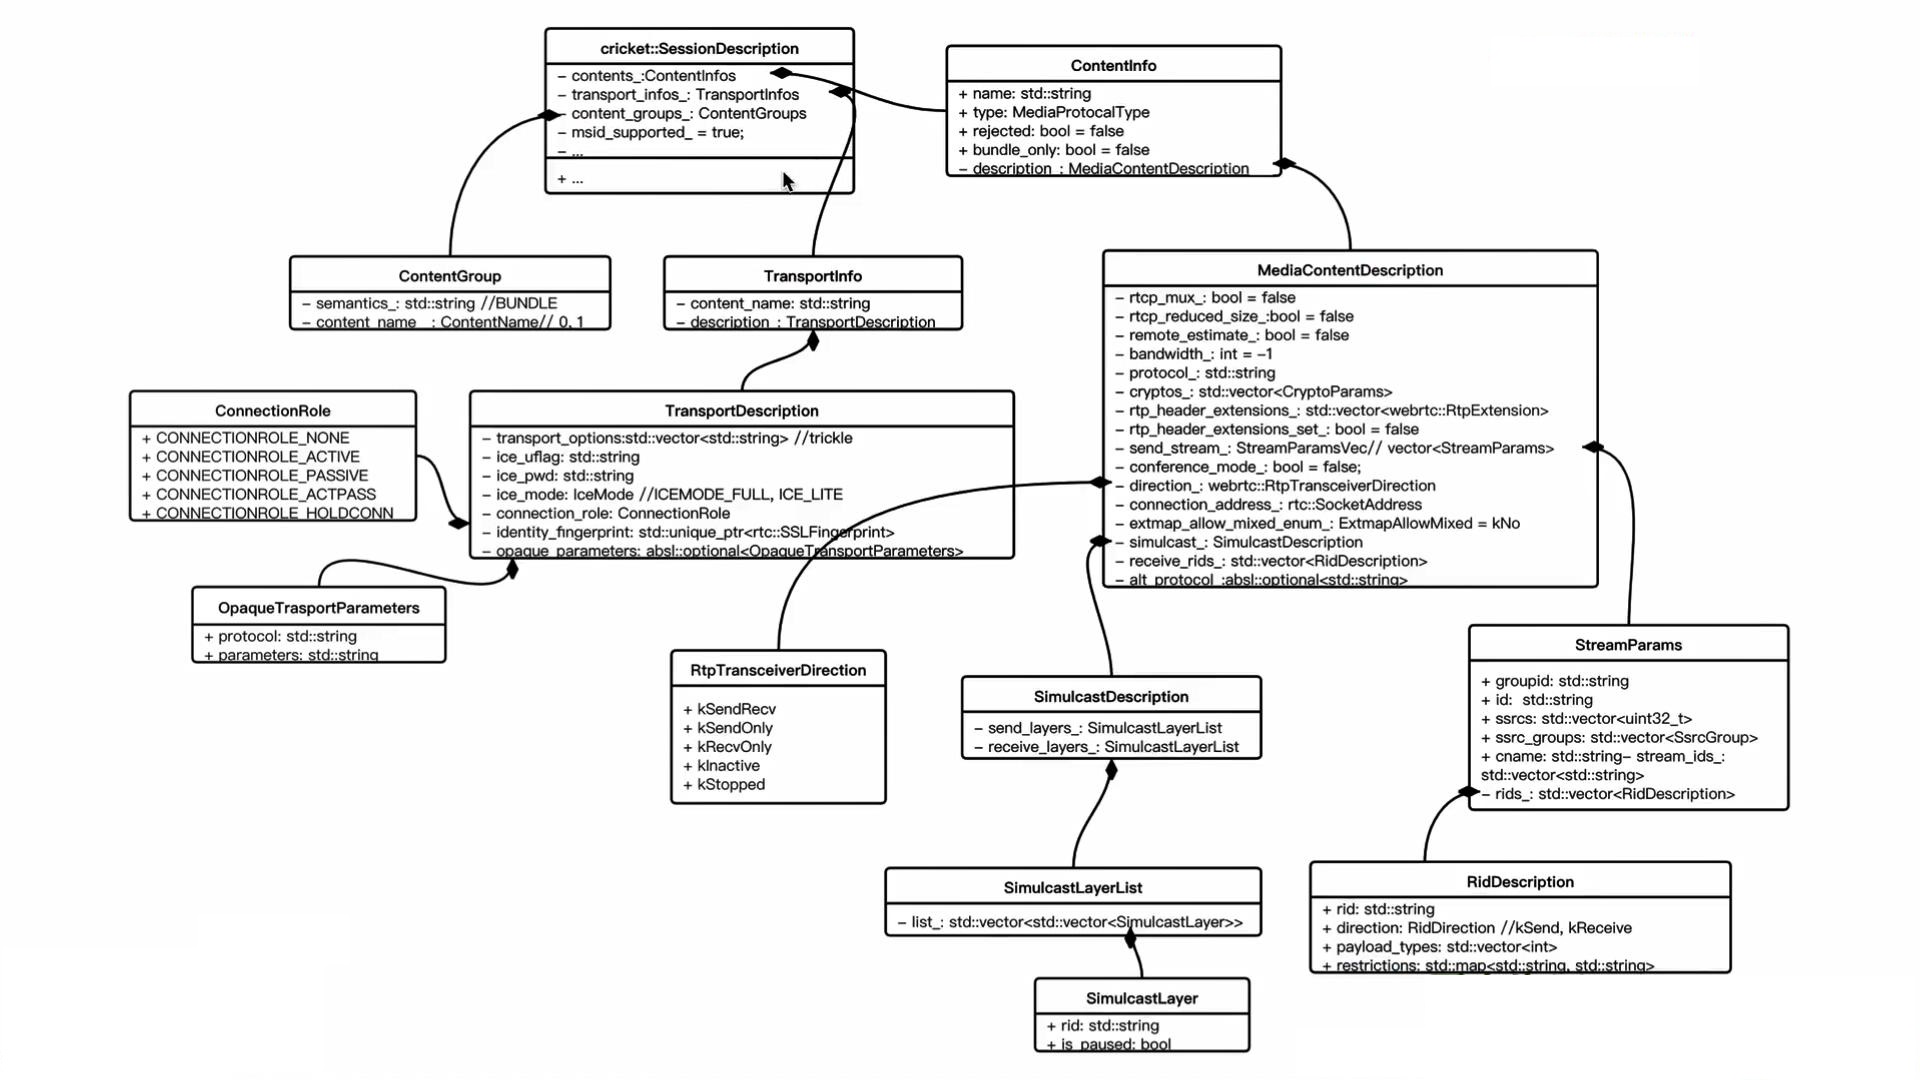 cricket::SessionDescription
– contents_:ContentInfos
– transport_infos_: TransportInfos
– content_groups_: ContentGroups
– msid_supported_ = true;
– ...
+ ...
ContentInfo
+ name: std::string
+ type: MediaProtocalType
+ rejected: bool = false
+ bundle_only: bool = false
– description_: MediaContentDescription
ContentGroup
– semantics_: std::string //BUNDLE
– content_name_: ContentName// 0, 1
TransportInfo
– content_name: std::string
– description_: TransportDescription
MediaContentDescription
– rtcp_mux_: bool = false
– rtcp_reduced_size_:bool = false
– remote_estimate_: bool = false
– bandwidth_: int = –1
– protocol_: std::string
– cryptos_: std::vector<CryptoParams>
– rtp_header_extensions_: std::vector<webrtc::RtpExtension>
– rtp_header_extensions_set_: bool = false
– send_stream_: StreamParamsVec// vector<StreamParams>
– conference_mode_: bool = false;
– direction_: webrtc::RtpTransceiverDirection
– connection_address_: rtc::SocketAddress
– extmap_allow_mixed_enum_: ExtmapAllowMixed = kNo
– simulcast_: SimulcastDescription
– receive_rids_: std::vector<RidDescription>
– alt_protocol_:absl::optional<std::string>
ConnectionRole
+ CONNECTIONROLE_NONE
+ CONNECTIONROLE_ACTIVE
+ CONNECTIONROLE_PASSIVE
+ CONNECTIONROLE_ACTPASS
+ CONNECTIONROLE_HOLDCONN
TransportDescription
– transport_options:std::vector<std::string> //trickle
– ice_uflag: std::string
– ice_pwd: std::string
– ice_mode: IceMode //ICEMODE_FULL, ICE_LITE
– connection_role: ConnectionRole
– identity_fingerprint: std::unique_ptr<rtc::SSLFingerprint>
– opaque_parameters: absl::optional<OpaqueTransportParameters>
OpaqueTrasportParameters
+ protocol: std::string
+ parameters: std::string
RtpTransceiverDirection
+ kSendRecv
+ kSendOnly
+ kRecvOnly
+ kInactive
+ kStopped
SimulcastDescription
– send_layers_: SimulcastLayerList
– receive_layers_: SimulcastLayerList
StreamParams
+ groupid: std::string
+ id: std::string
+ ssrcs: std::vector<uint32_t>
+ ssrc_groups: std::vector<SsrcGroup>
+ cname: std::string– stream_ids_:
std::vector<std::string>
– rids_: std::vector<RidDescription>
SimulcastLayerList
– list_: std::vector<std::vector<SimulcastLayer>>
RidDescription
+ rid: std::string
+ direction: RidDirection //kSend, kReceive
+ payload_types: std::vector<int>
+ restrictions: std::map<std::string, std::string>
SimulcastLayer
+ rid: std::string
+ is_paused: bool